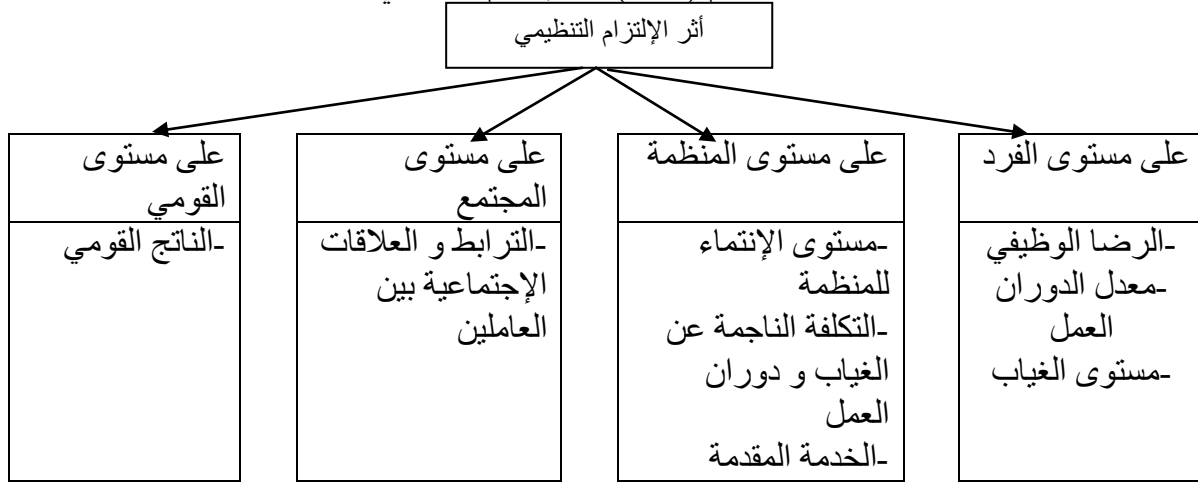 أثر الإلتزام التنظيمي
على مستوى الفرد
-الرضا الوظيفي
-معدل الدوران
العمل
-مستوى الغياب
على مستوى المنظمة
-مستوى الإنتماء
للمنظمة
-التكلفة الناجمة عن
الغياب و دوران
العمل
-الخدمة المقدمة
على مستوى
المجتمع
-الترابط و العلاقات
الإجتماعية بين
العاملين
على مستوى
القومي
-الناتج القومي